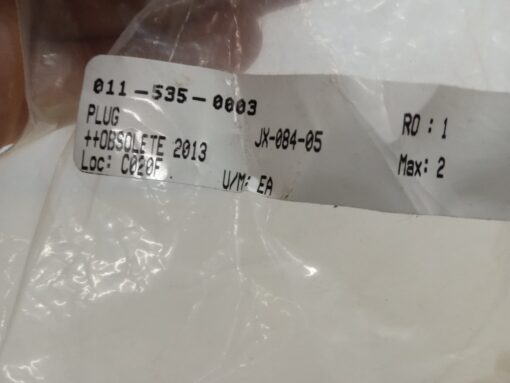 011-535-0003
PLUG JX-084-05 RO : 1
++OBSOLETE 2013 Max: 2
Loc: C020F U/M: EA